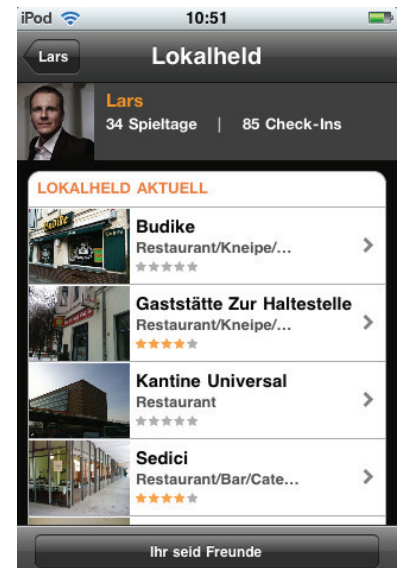 iPod 10:51
Lars Lokalheld
Lars
34 Spieltage | 85 Check-Ins
LOKALHELD AKTUELL
Budike
Budike
Restaurant/Kneipe/...
Gaststätte Zur Haltestelle
Restaurant/Kneipe/...
Kantine Universal
Restaurant
Sedici
Restaurant/Bar/Cate...
Ihr seid Freunde